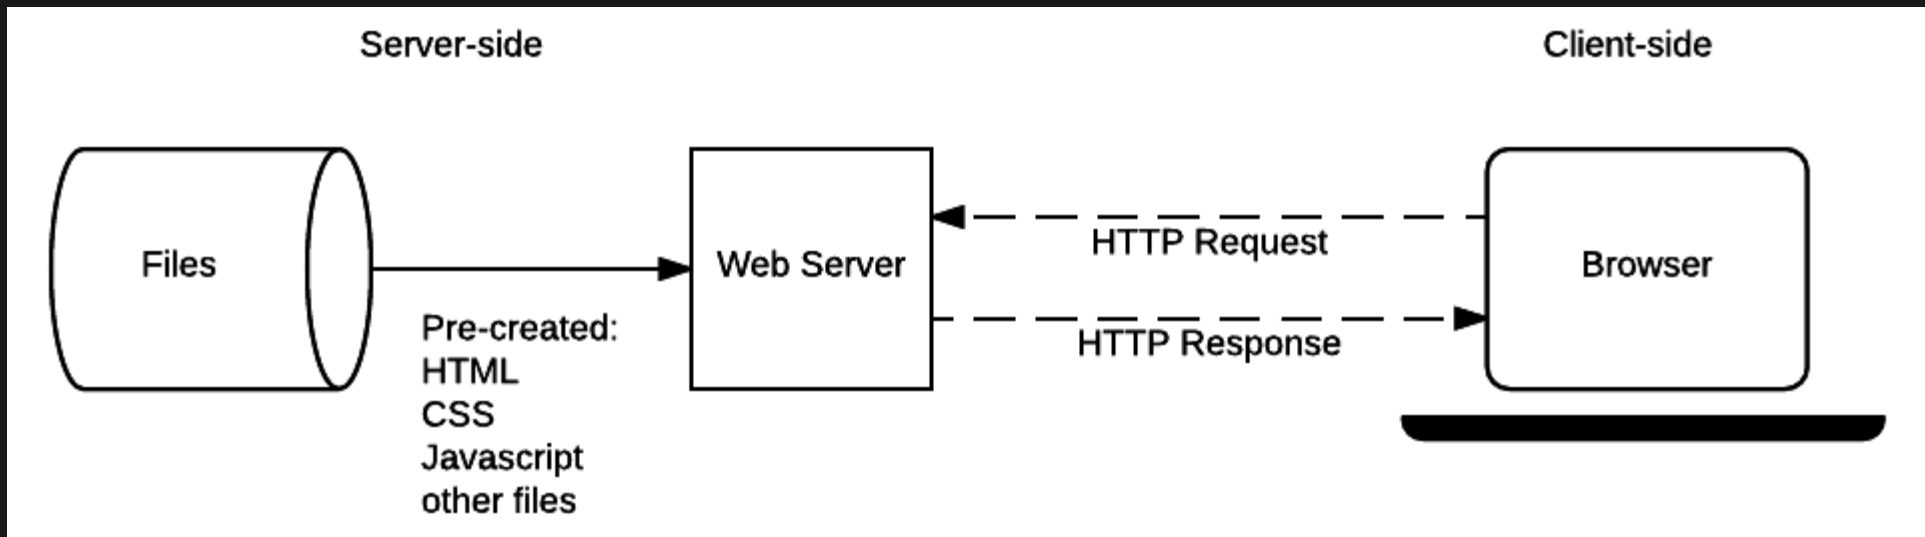 Server-side
Client-side
Files
Pre-created:
HTML
CSS
Javascript
other files
Web Server
HTTP Request
HTTP Response
Browser